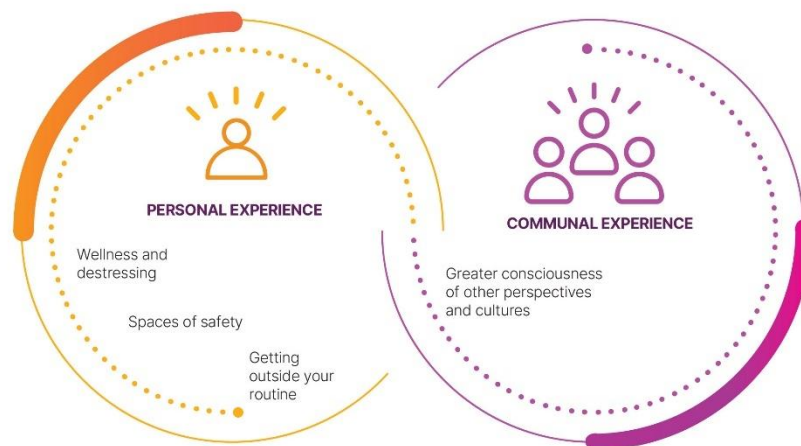 PERSONAL EXPERIENCE
Wellness and
destressing
Spaces of safety
Getting
outside your
routine
COMMUNAL EXPERIENCE
Greater consciousness
of other perspectives
and cultures